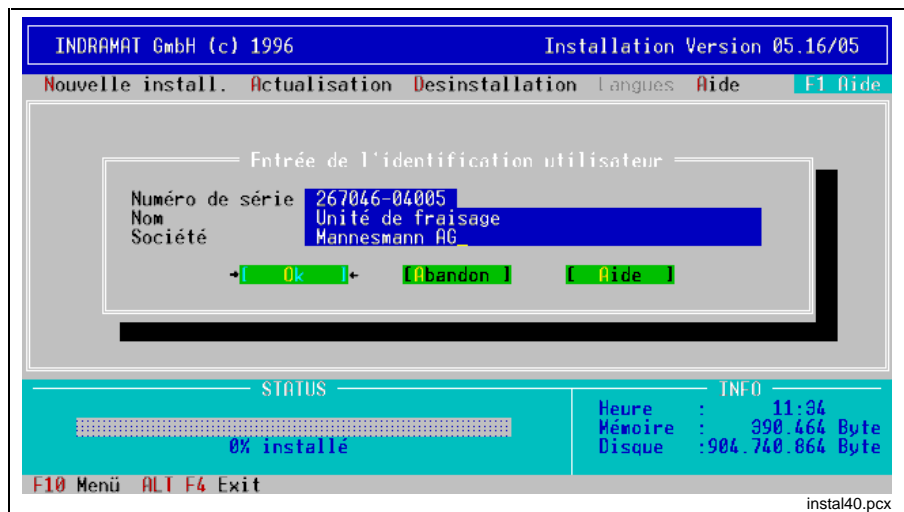 INDRAMAT GmbH (c) 1996 Installation Version 05.16/05
Nouvelle install. Actualisation Desinstallation Langues Aide F1 Aide
Entrée de l'identification utilisateur
Numéro de série 267046-04005
Nom Unité de fraisage
Société Mannesmann AG_
[ Ok ] [Abandon ] [ Aide ]
STATUS
INFO
Heure : 11:34
Mémoire : 390.464 Byte
0% installé
Disque :904.740.864 Byte
F10 Menü ALT F4 Exit
instal40.pcx